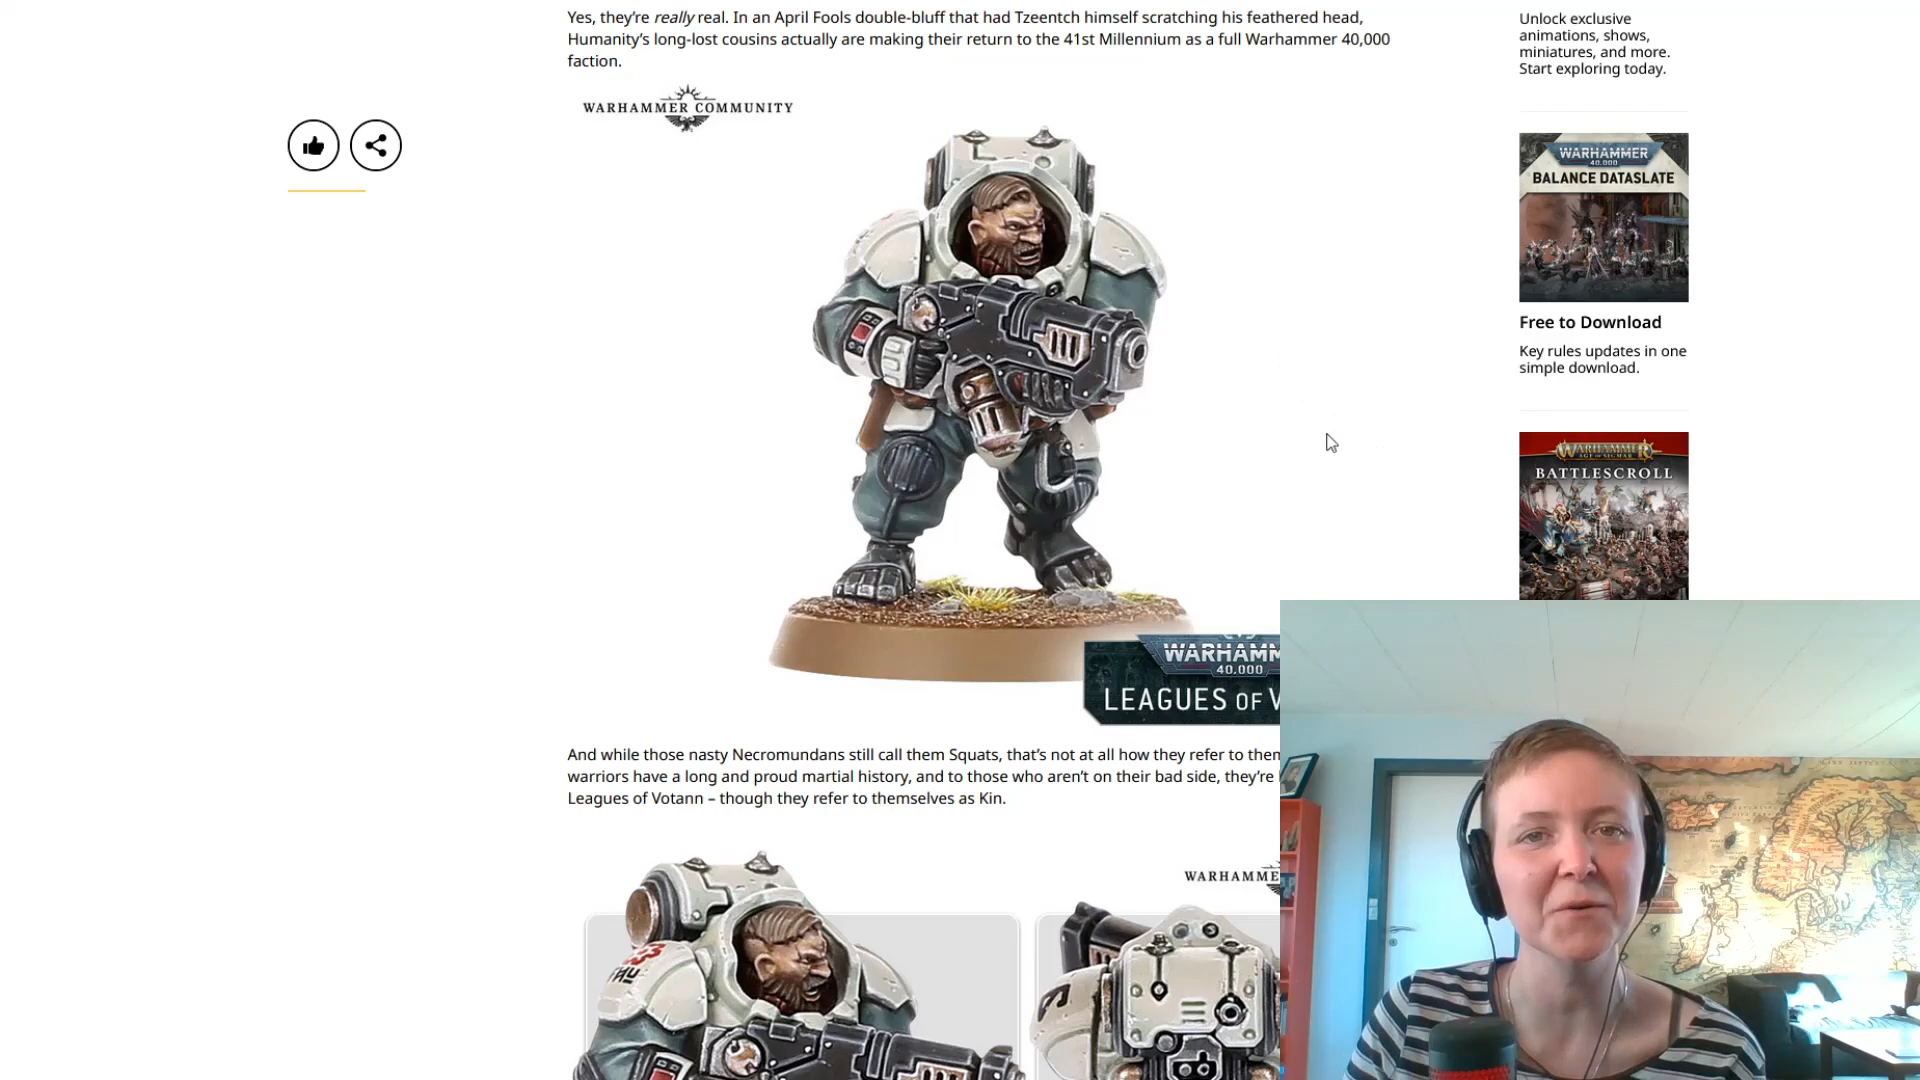 Yes, they're really real. In an April Fools double-bluff that had Tzeentch himself scratching his feathered head,
Humanity's long-lost cousins actually are making their return to the 41st Millennium as a full Warhammer 40,000
faction.
WARHAMMER COMMUNITY
WARHAMM
40,000
LEAGUES OF V
And while those nasty Necromundans still call them Squats, that's not at all how they refer to them
warriors have a long and proud martial history, and to those who aren't on their bad side, they're
Leagues of Votann – though they refer to themselves as Kin.
WARHAMME
Unlock exclusive
animations, shows,
miniatures, and more.
Start exploring today.
WARHAMMER
40,000
BALANCE DATASLATE
Free to Download
Key rules updates in one
simple download.
WARHAMMER
AGE OF SIGMAR
BATTLESCROLL